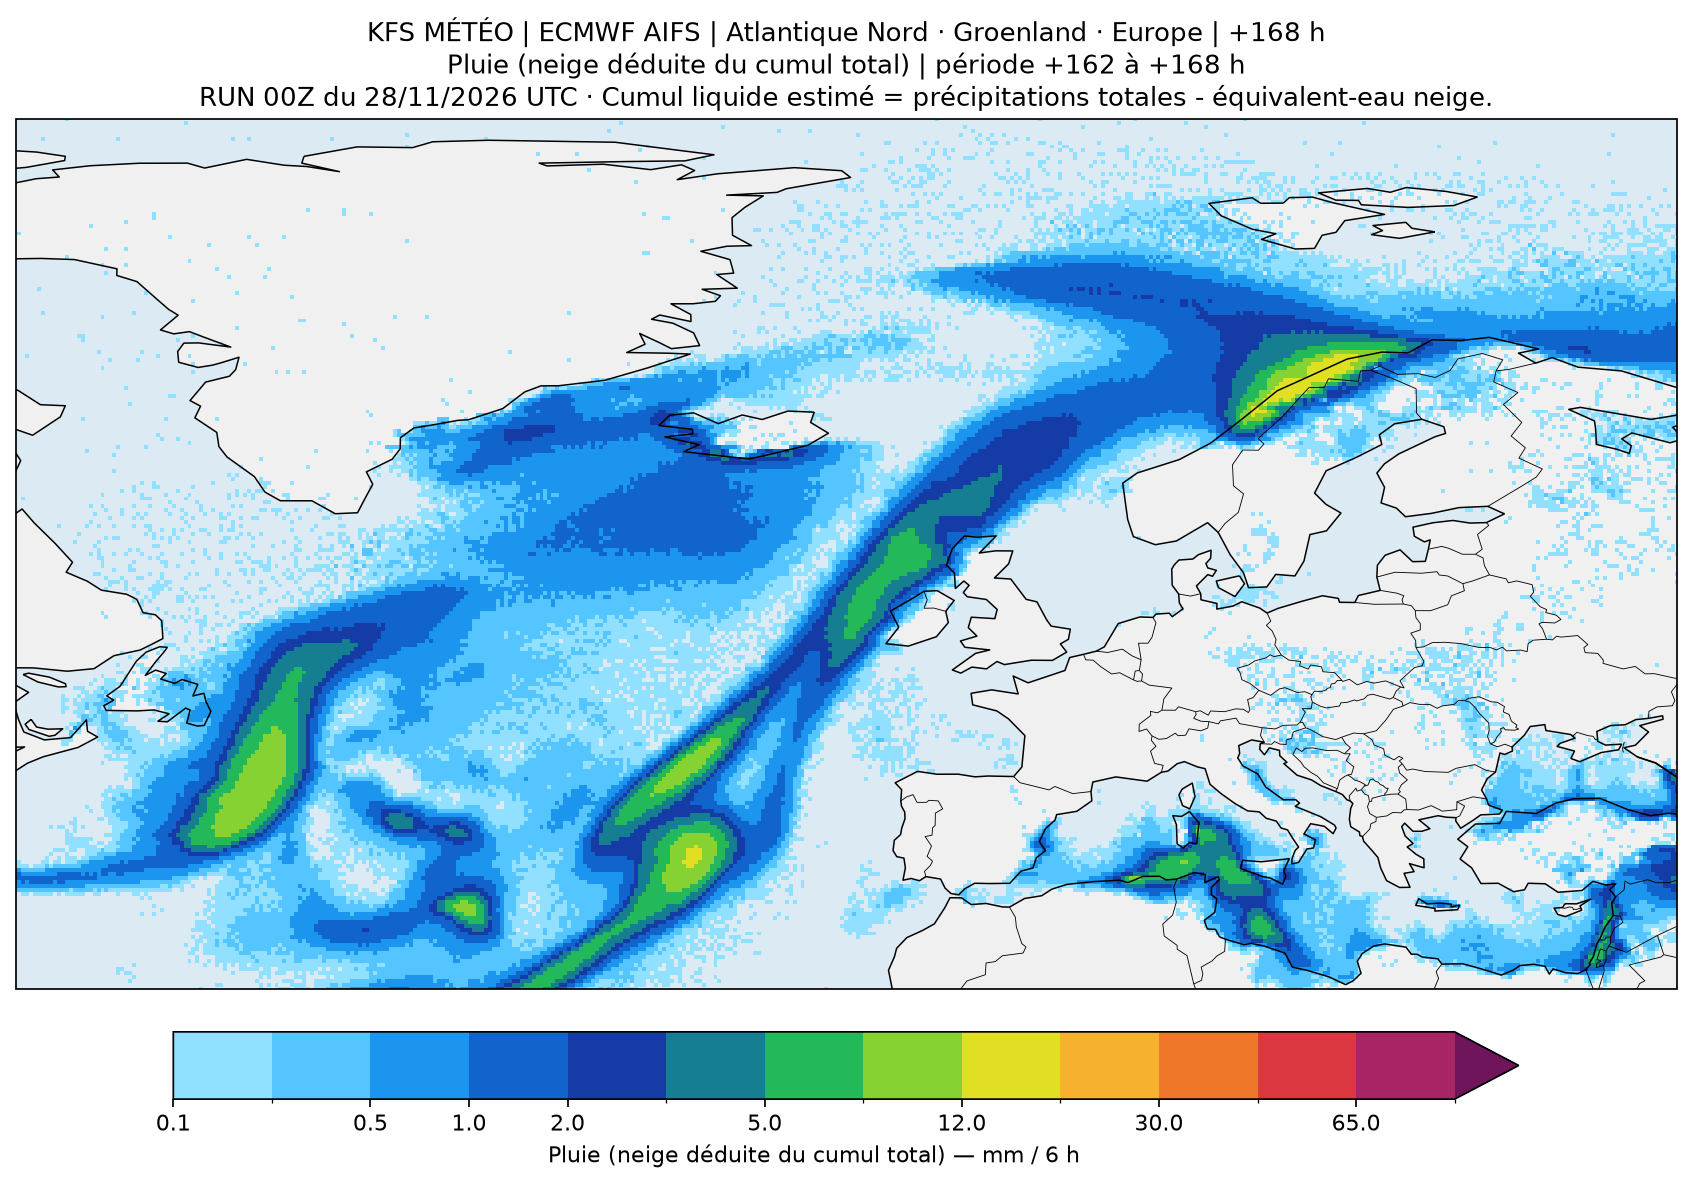 KFS MÉTÉO | ECMWF AIFS | Atlantique Nord · Groenland · Europe | +168 h
Pluie (neige déduite du cumul total) | période +162 à +168 h
RUN 00Z du 28/11/2026 UTC · Cumul liquide estimé = précipitations totales - équivalent-eau neige.
0.1 0.5 1.0 2.0 5.0 12.0 30.0 65.0
Pluie (neige déduite du cumul total) — mm / 6 h